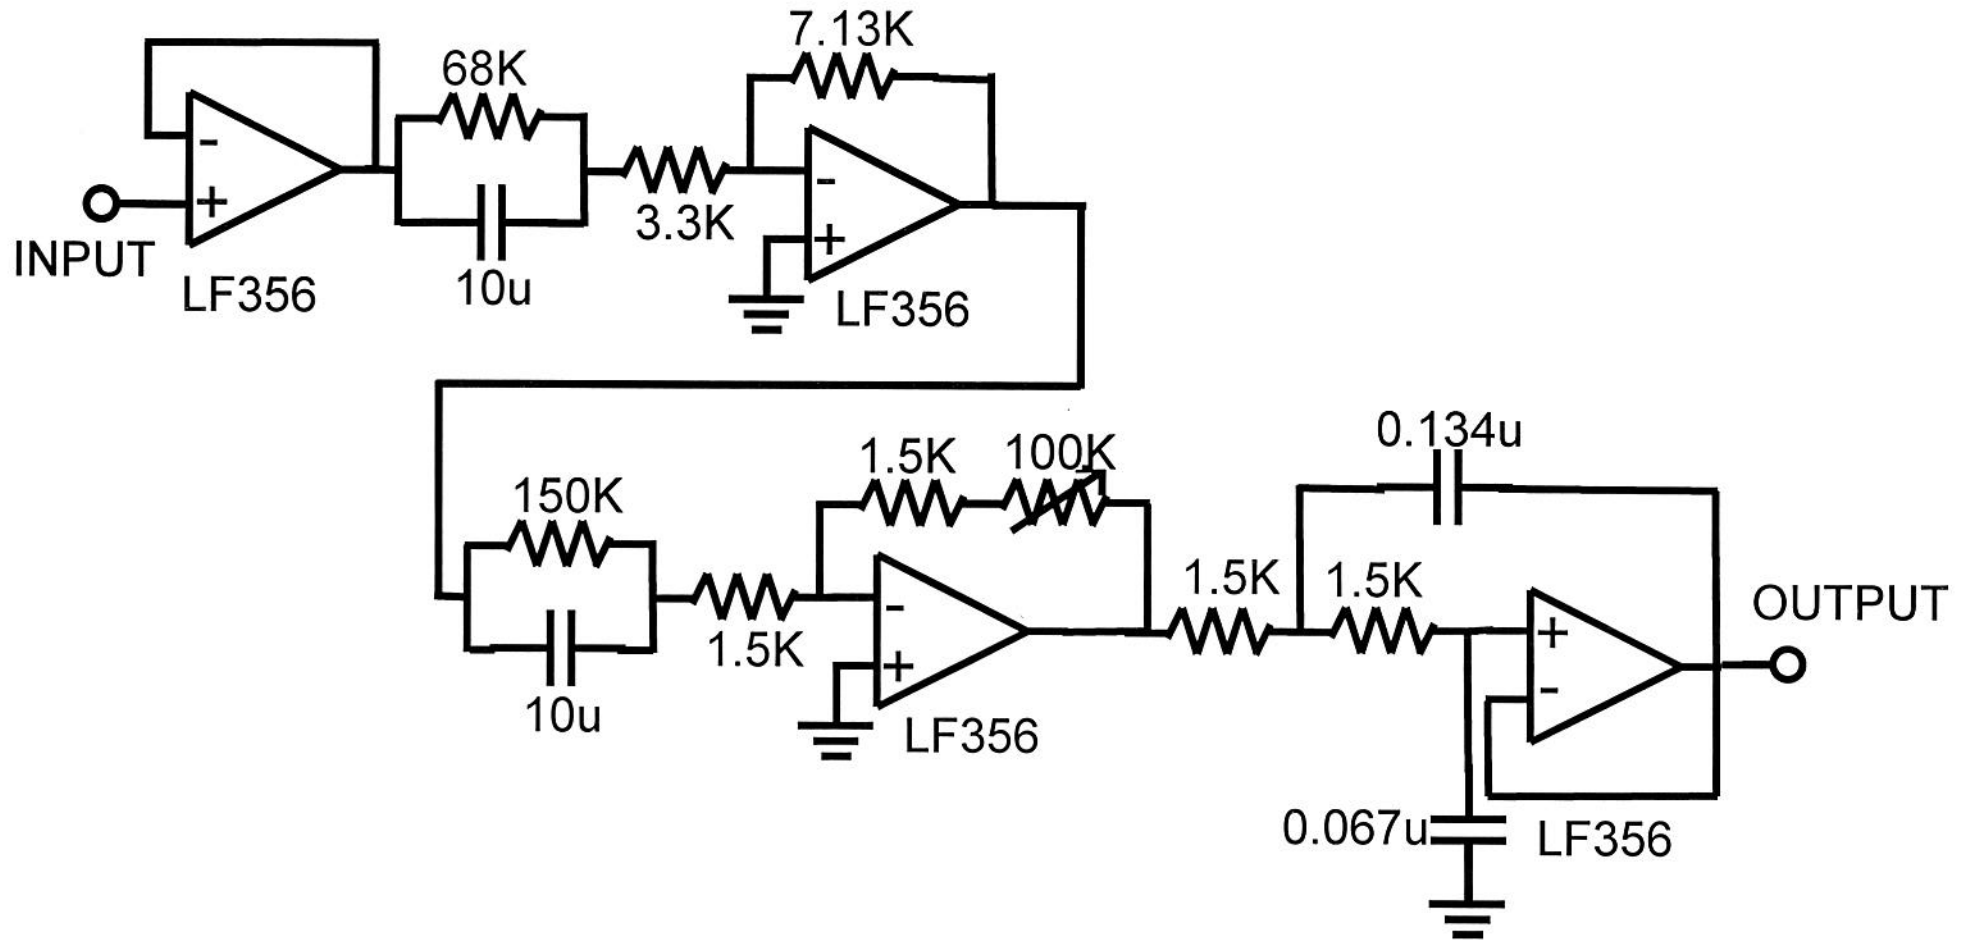 7.13K
68K
-
+
3.3K
-
+
INPUT
10u
LF356
LF356
0.134u
1.5K
100K
150K
1.5K
1.5K
OUTPUT
-
+
1.5K
+
-
10u
LF356
0.067u
LF356